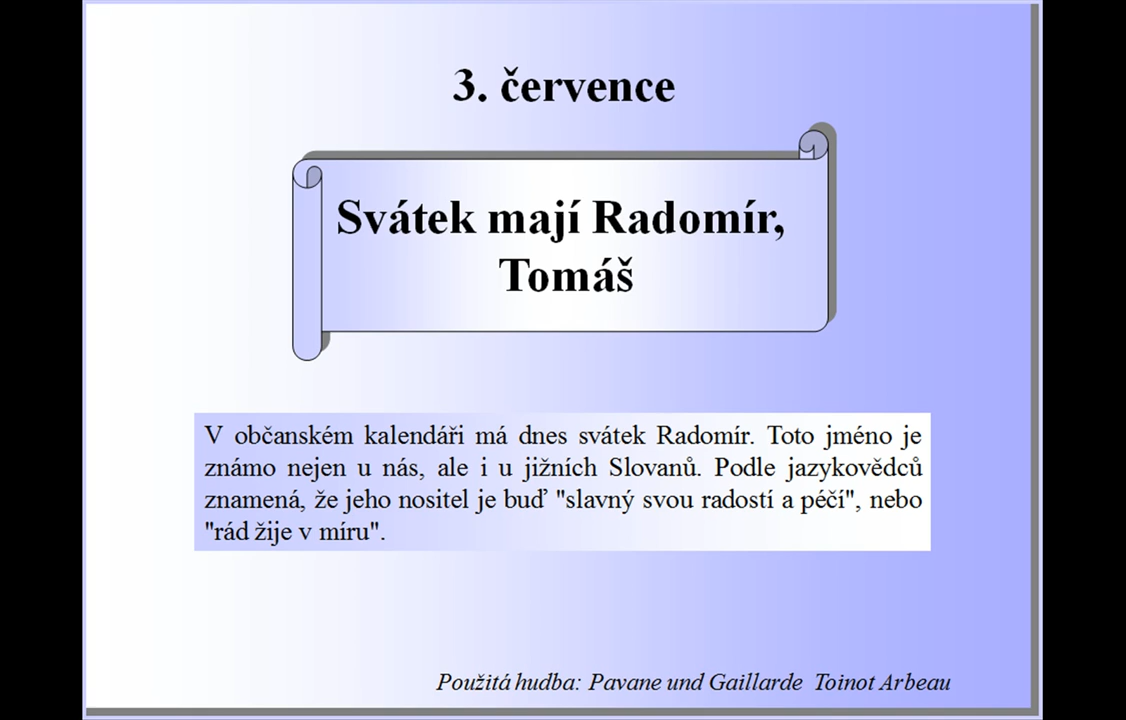 3. července
Svátek mají Radomír,
Tomáš
V občanském kalendáři má dnes svátek Radomír. Toto jméno je
známo nejen u nás, ale i u jižních Slovanů. Podle jazykovědců
znamená, že jeho nositel je buď "slavný svou radostí a péčí", nebo
"rád žije v míru".
Použitá hudba: Pavane und Gaillarde Toinot Arbeau